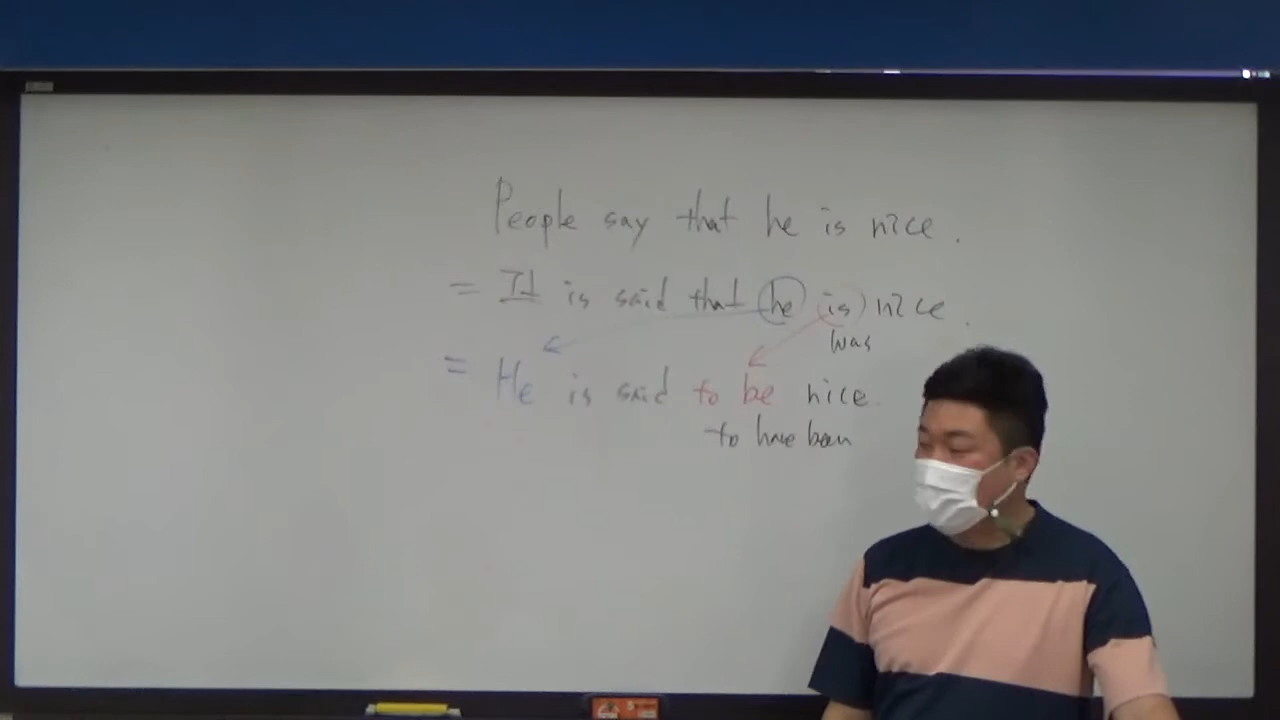 People say that he is nice.
= It is said that he is nice.
was
= He is said to be nice.
to have been